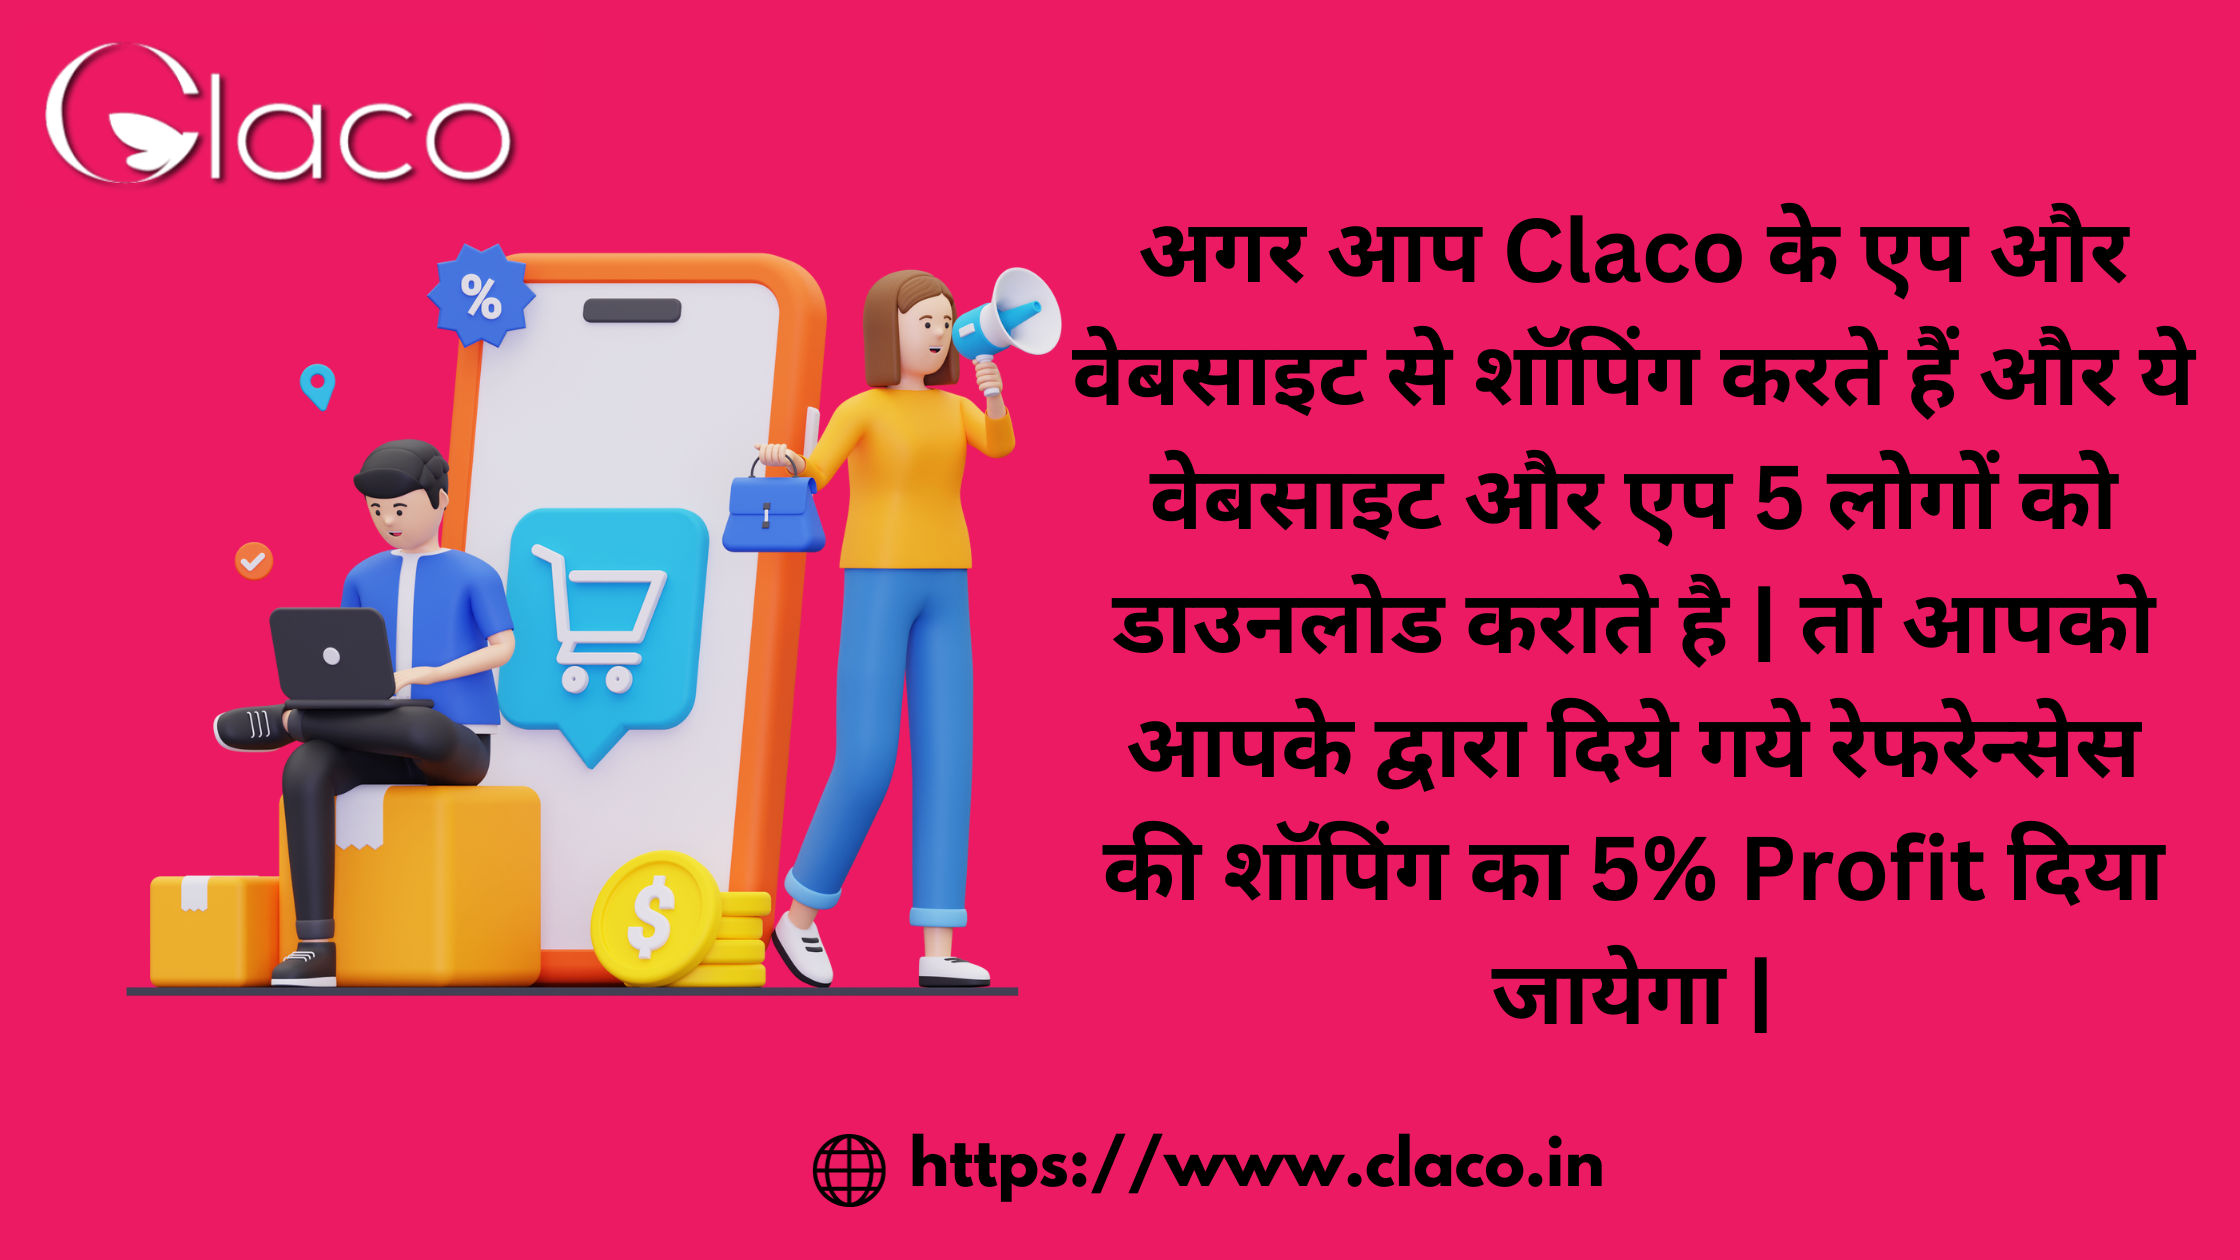 Claco
%
अगर आप Claco के एप और
वेबसाइट से शॉपिंग करते हैं और ये
वेबसाइट और एप 5 लोगों को
डाउनलोड कराते है | तो आपको
आपके द्वारा दिये गये रेफरेन्सेस
की शॉपिंग का 5% Profit दिया
जायेगा |
$
https://www.claco.in